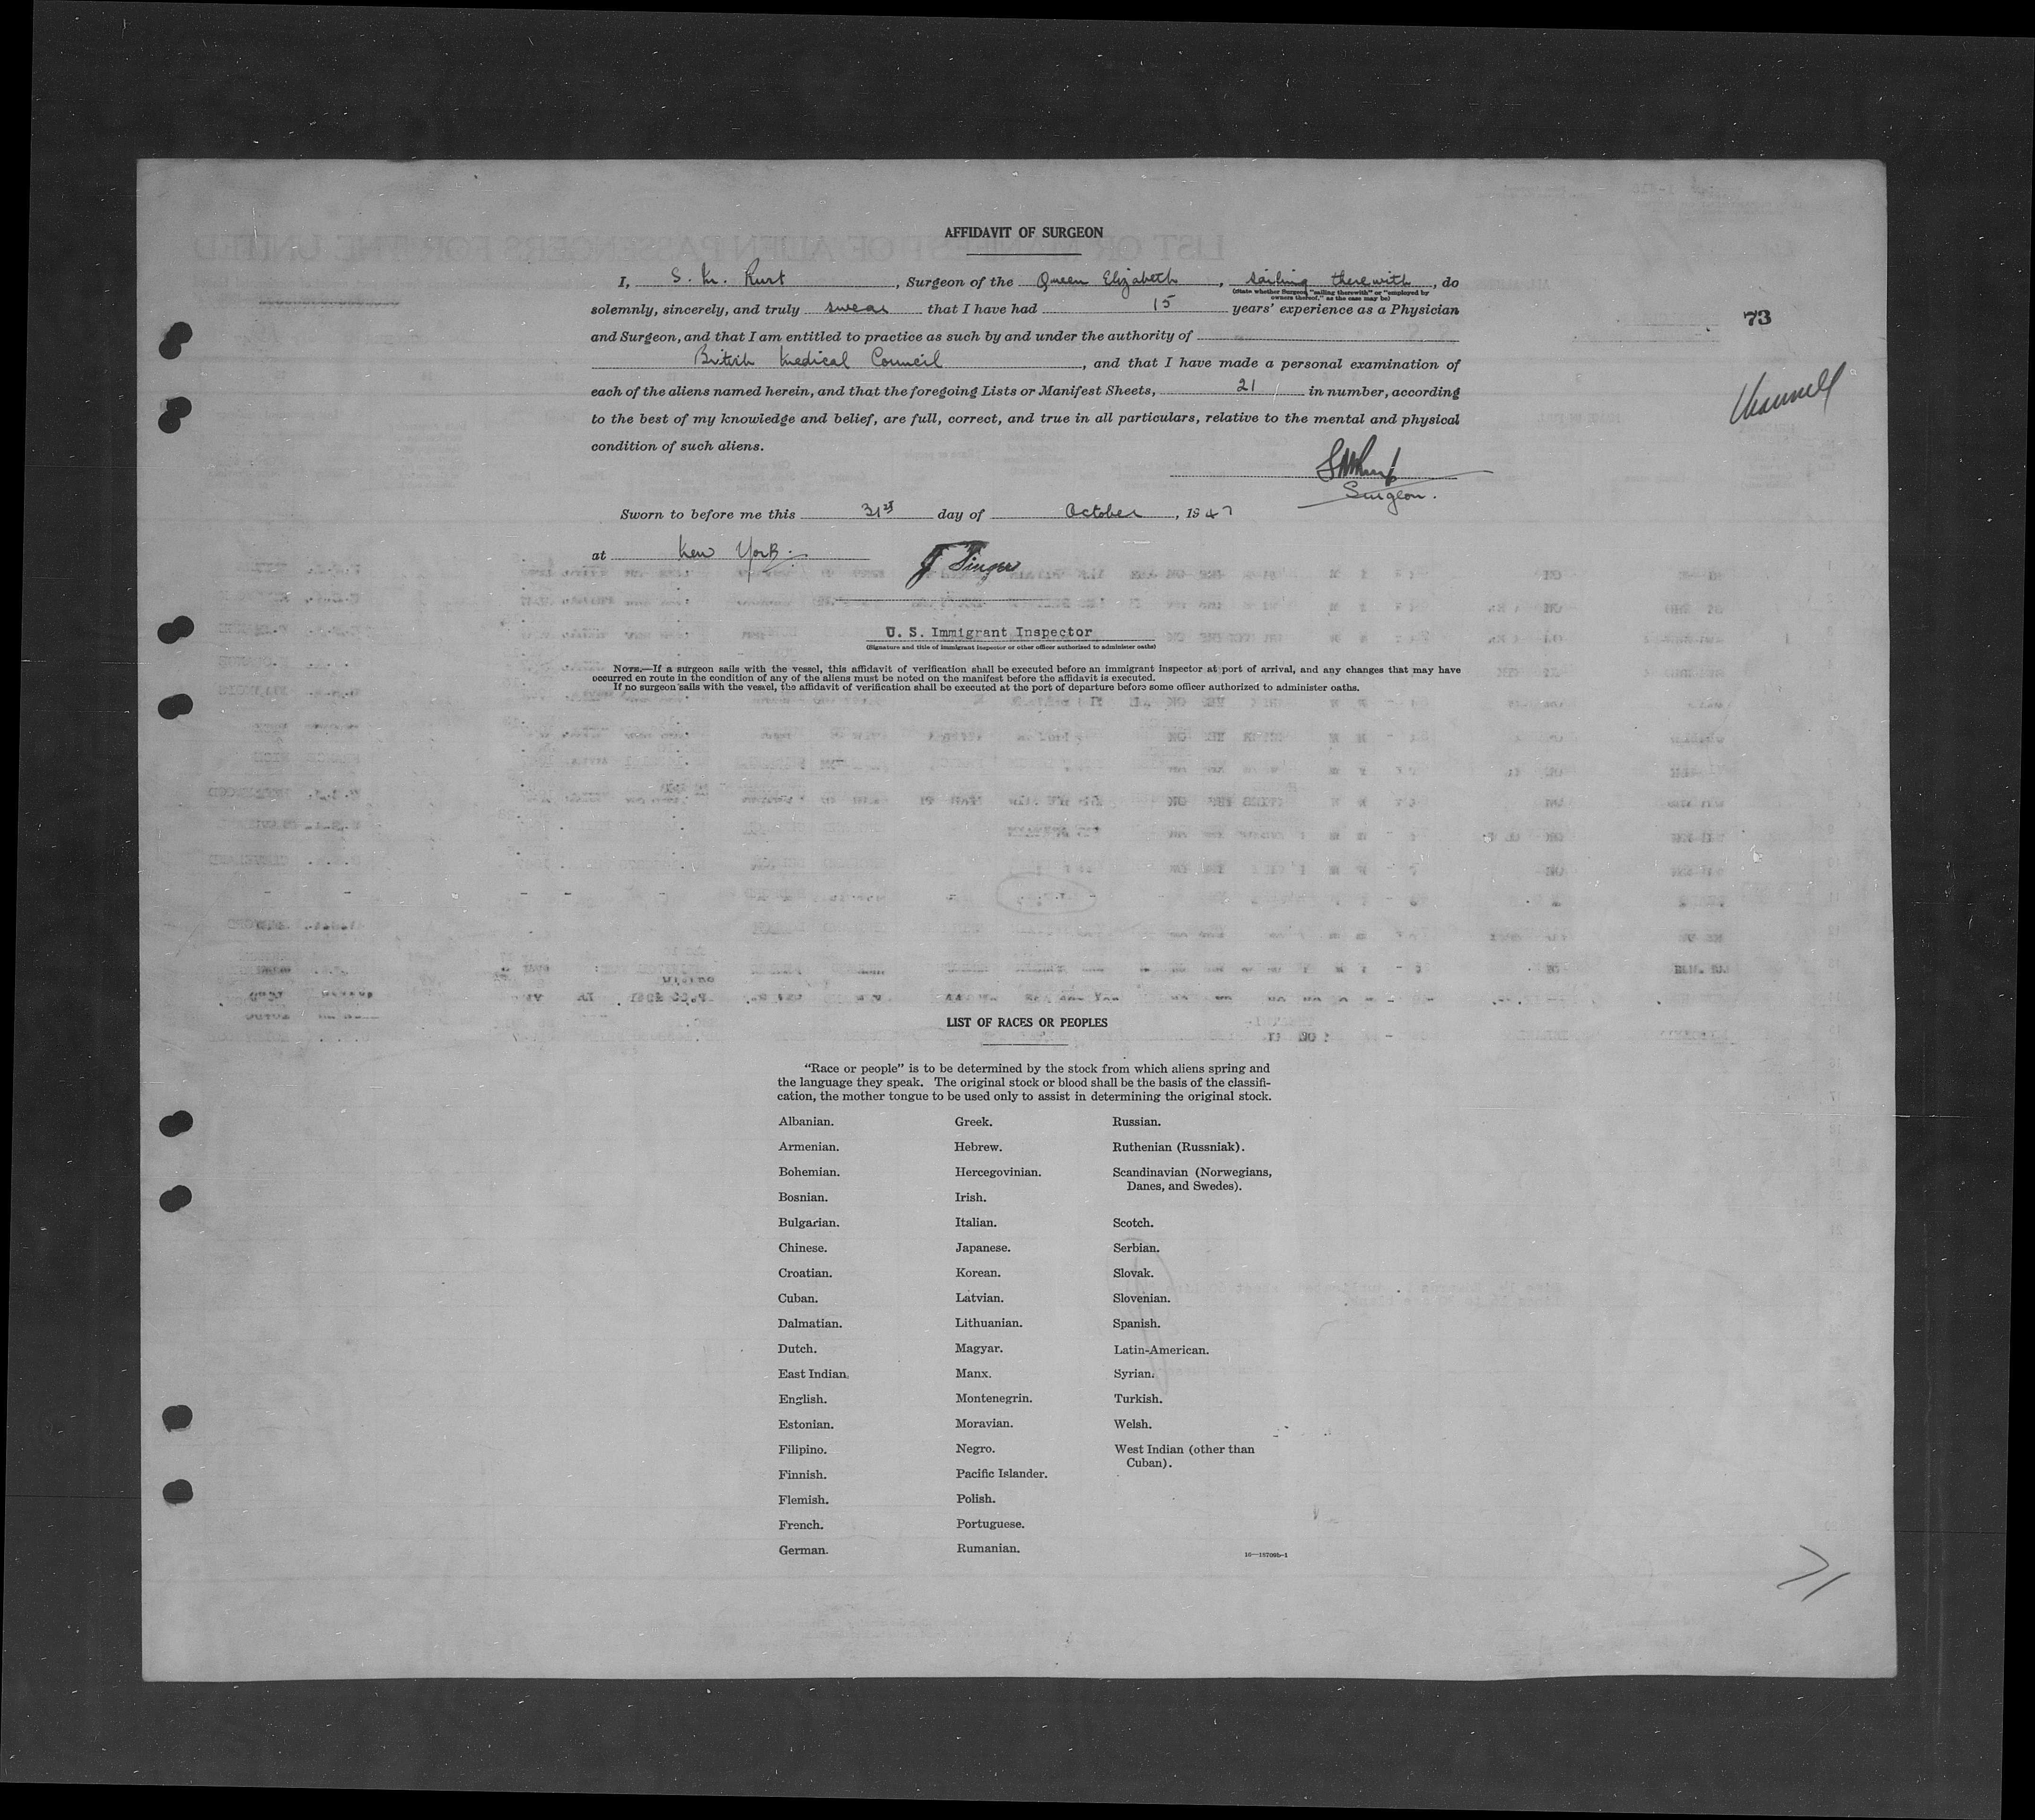 AFFIDAVIT OF SURGEON
I, S. M. Kurt, Surgeon of the Queen Elizabeth, sailing therewith, do
(State whether Surgeon "sailing therewith" or "employed by
owners thereof," as the case may be)
solemnly, sincerely, and truly swear that I have had 15 years' experience as a Physician
and Surgeon, and that I am entitled to practice as such by and under the authority of
British Medical Council, and that I have made a personal examination of
each of the aliens named herein, and that the foregoing Lists or Manifest Sheets, 21 in number, according
to the best of my knowledge and belief, are full, correct, and true in all particulars, relative to the mental and physical
condition of such aliens.
Surgeon.
Sworn to before me this 31st day of October, 1947
at New York.
J Singer
U. S. Immigrant Inspector
(Signature and title of immigrant inspector or other officer authorized to administer oaths)
NOTE.—If a surgeon sails with the vessel, this affidavit of verification shall be executed before an immigrant inspector at port of arrival, and any changes that may have
occurred en route in the condition of any of the aliens must be noted on the manifest before the affidavit is executed.
If no surgeon sails with the vessel, the affidavit of verification shall be executed at the port of departure before some officer authorized to administer oaths.
73
LIST OF RACES OR PEOPLES
"Race or people" is to be determined by the stock from which aliens spring and
the language they speak. The original stock or blood shall be the basis of the classifi-
cation, the mother tongue to be used only to assist in determining the original stock.
Albanian.
Armenian.
Bohemian.
Bosnian.
Bulgarian.
Chinese.
Croatian.
Cuban.
Dalmatian.
Dutch.
East Indian.
English.
Estonian.
Filipino.
Finnish.
Flemish.
French.
German.
Greek.
Hebrew.
Hercegovinian.
Irish.
Italian.
Japanese.
Korean.
Latvian.
Lithuanian.
Magyar.
Manx.
Montenegrin.
Moravian.
Negro.
Pacific Islander.
Polish.
Portuguese.
Rumanian.
Russian.
Ruthenian (Russniak).
Scandinavian (Norwegians,
Danes, and Swedes).
Scotch.
Serbian.
Slovak.
Slovenian.
Spanish.
Latin-American.
Syrian.
Turkish.
Welsh.
West Indian (other than
Cuban).